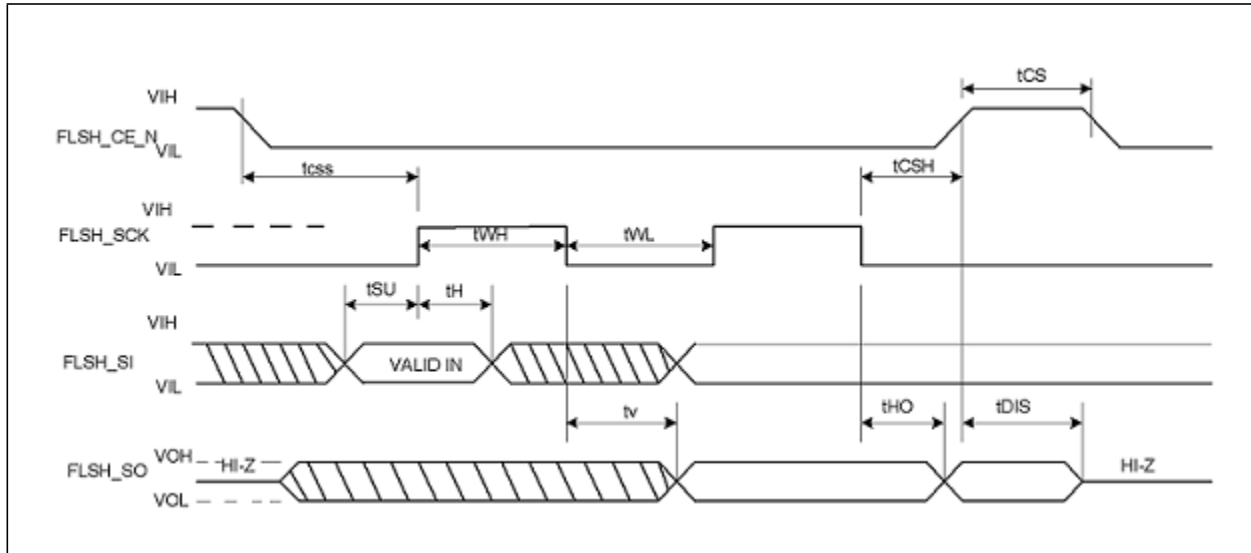 tCS
VIH
FLSH_CE_N
VIL
tcss
tCSH
VIH
FLSH_SCK
tWH
tWL
VIL
tSU
tH
VIH
FLSH_SI
VALID IN
VIL
tv
tHO
tDIS
VOH
HI-Z
HI-Z
FLSH_SO
VOL